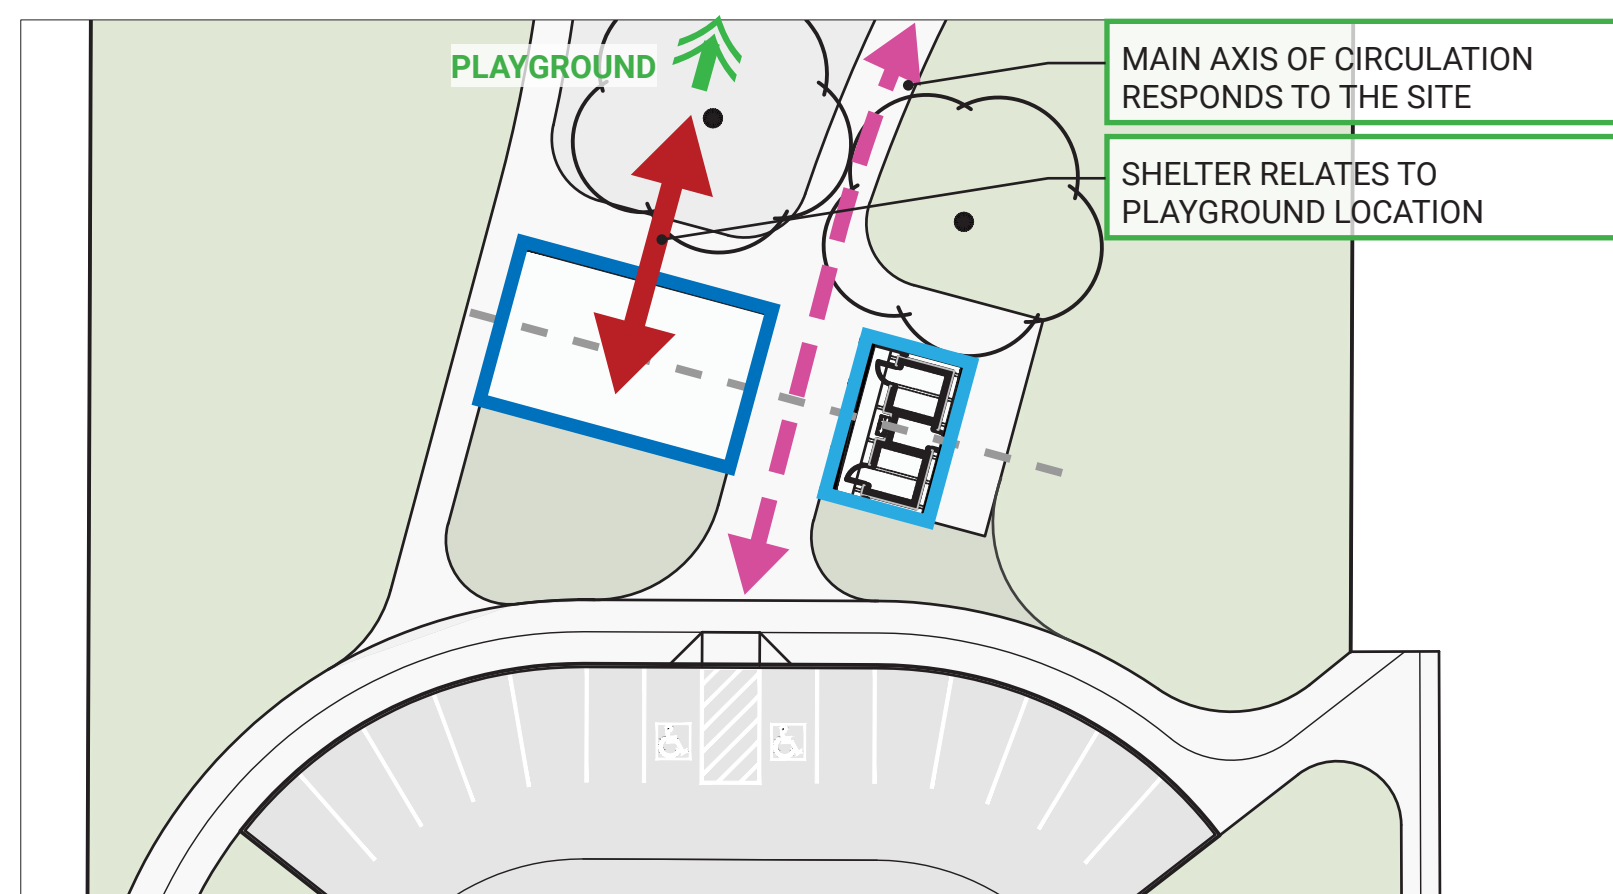 PLAYGROUND
MAIN AXIS OF CIRCULATION
RESPONDS TO THE SITE
SHELTER RELATES TO
PLAYGROUND LOCATION